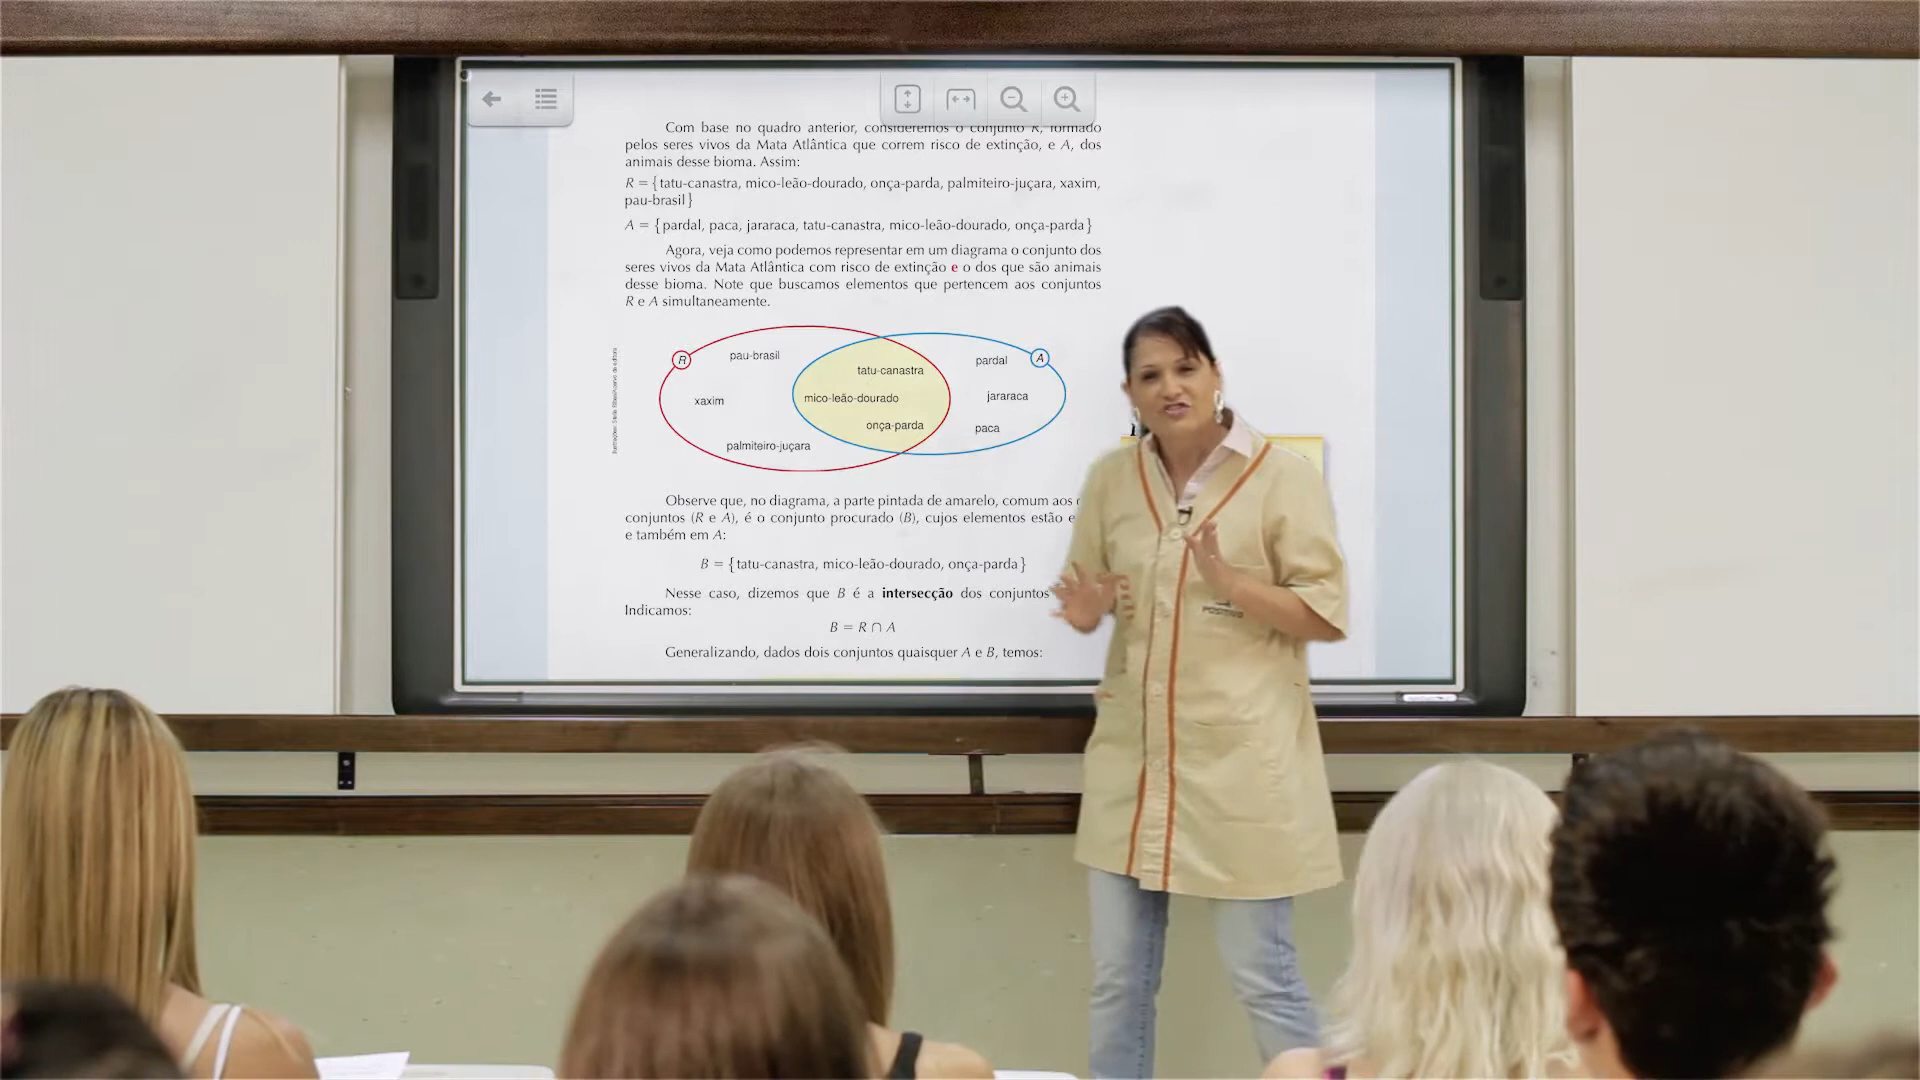 Com base no quadro anterior, consideremos o conjunto R, formado
pelos seres vivos da Mata Atlântica que correm risco de extinção, e A, dos
animais desse bioma. Assim:
R = {tatu-canastra, mico-leão-dourado, onça-parda, palmiteiro-juçara, xaxim,
pau-brasil}
A = {pardal, paca, jararaca, tatu-canastra, mico-leão-dourado, onça-parda}
Agora, veja como podemos representar em um diagrama o conjunto dos
seres vivos da Mata Atlântica com risco de extinção e o dos que são animais
desse bioma. Note que buscamos elementos que pertencem aos conjuntos
R e A simultaneamente.
R
pau-brasil
xaxim
palmiteiro-juçara
tatu-canastra
mico-leão-dourado
onça-parda
pardal
jararaca
paca
A
Observe que, no diagrama, a parte pintada de amarelo, comum aos
conjuntos (R e A), é o conjunto procurado (B), cujos elementos estão
e também em A:
B = {tatu-canastra, mico-leão-dourado, onça-parda}
Nesse caso, dizemos que B é a intersecção dos conjuntos
Indicamos:
B = R ∩ A
Generalizando, dados dois conjuntos quaisquer A e B, temos: